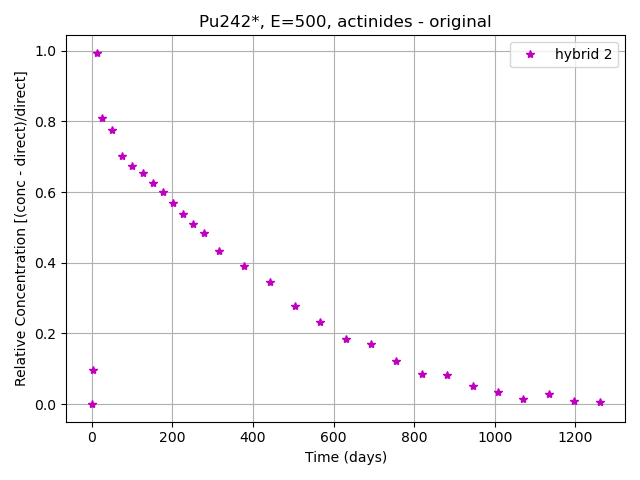 Pu242*, E=500, actinides - original
hybrid 2
Relative Concentration [(conc - direct)/direct]
1.0
0.8
0.6
0.4
0.2
0.0
0 200 400 600 800 1000 1200
Time (days)